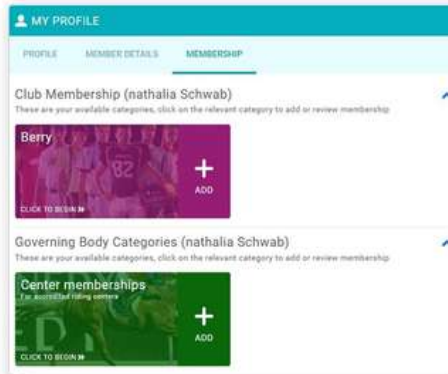 MY PROFILE
PROFILE MEMBER DETAILS MEMBERSHIP
Club Membership (nathalia Schwab)
These are your available categories, click on the relevant category to add or review membership
Berry
82
ADD
CLICK TO BEGIN
Governing Body Categories (nathalia Schwab)
These are your available categories, click on the relevant category to add or review membership
Center memberships
For accredited riding centers
ADD
CLICK TO BEGIN